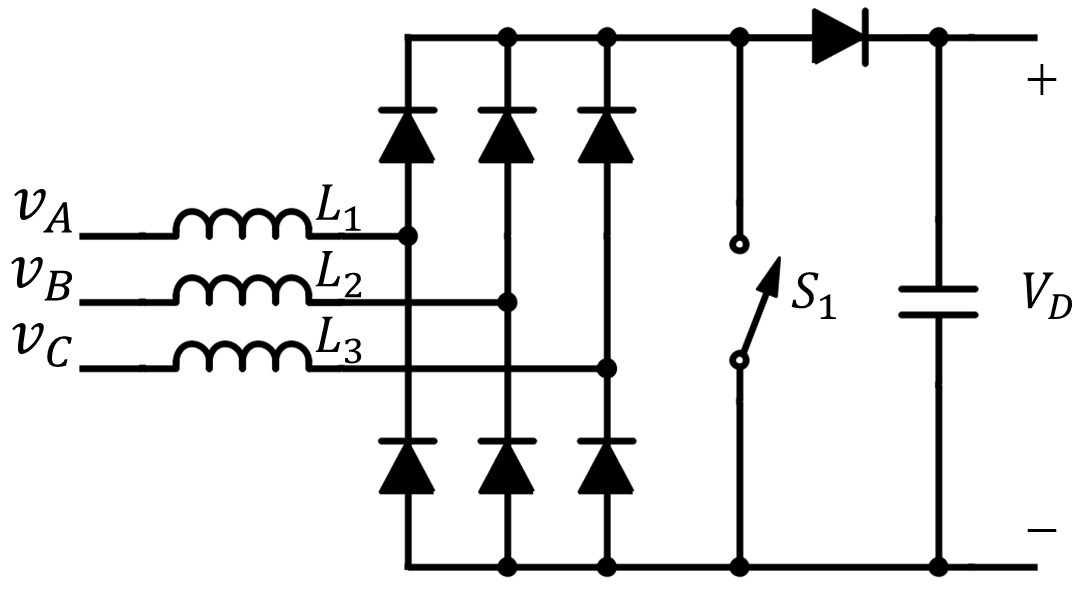 v_A L_1
v_B L_2
v_C L_3
S_1
+
V_D
−